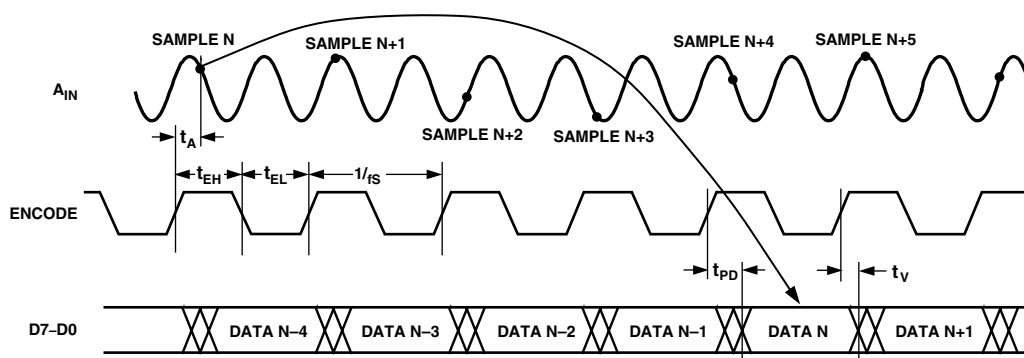 SAMPLE N
SAMPLE N+1
SAMPLE N+4
SAMPLE N+5
AIN
SAMPLE N+2
SAMPLE N+3
tA
tEH
tEL
1/fS
ENCODE
tPD
tV
D7–D0
DATA N–4
DATA N–3
DATA N–2
DATA N–1
DATA N
DATA N+1